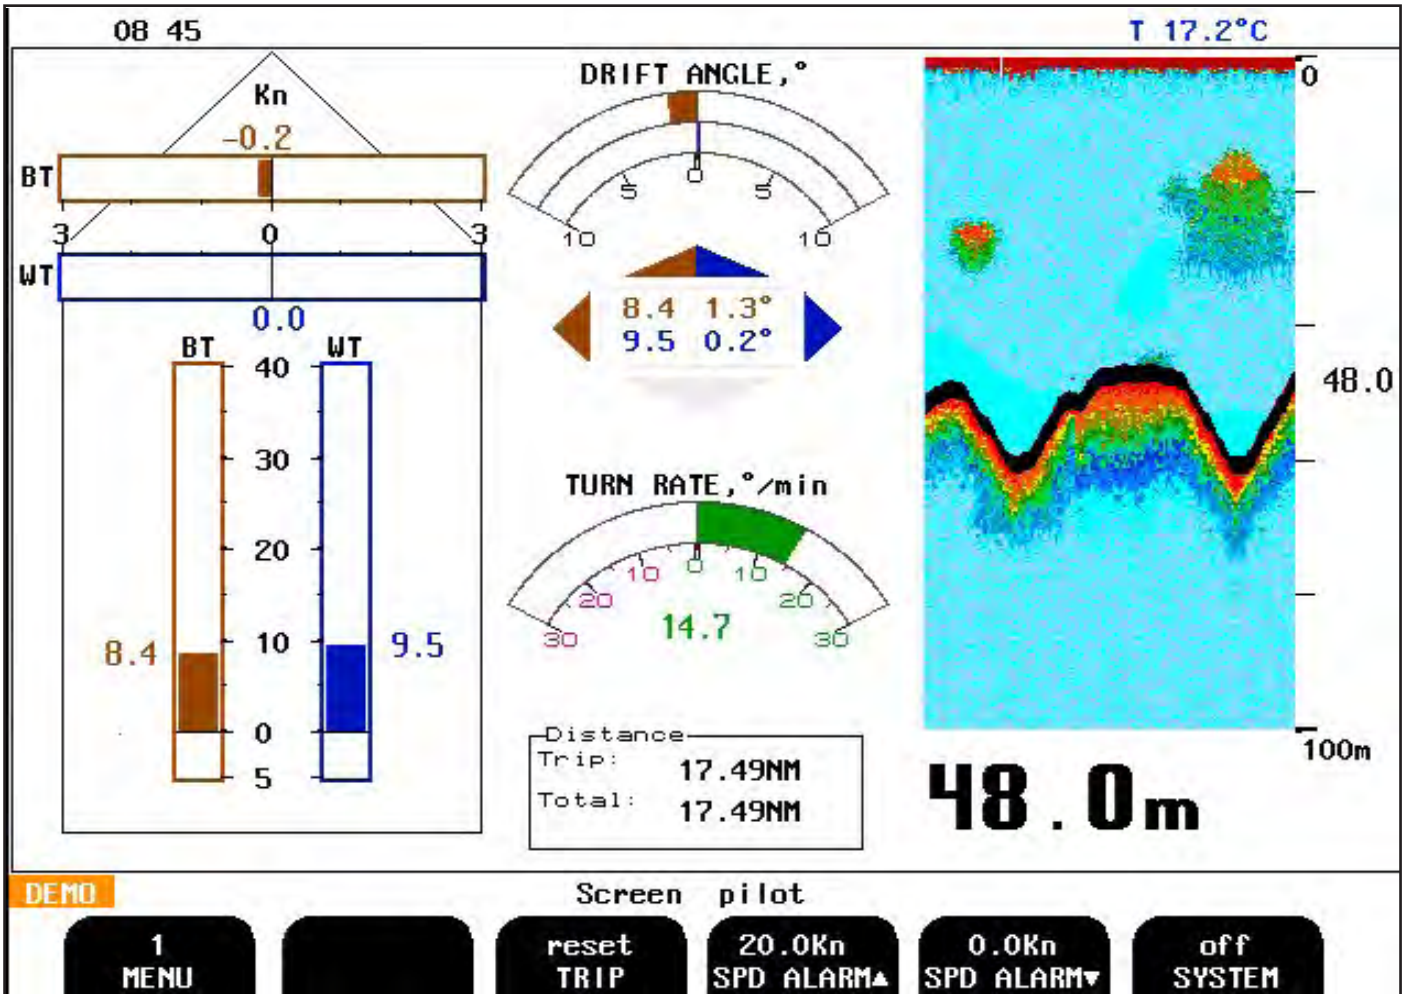 08 45
T 17.2°C
Kn
-0.2
BT
3 0 3
WT
0.0
BT WT
40
30
20
10
0
5
8.4
9.5
DRIFT ANGLE,°
10 5 0 5 10
8.4 1.3°
9.5 0.2°
TURN RATE,°/min
30 20 10 0 10 20 30
14.7
Distance
Trip: 17.49NM
Total: 17.49NM
0
48.0
100m
48.0m
DEMO
Screen pilot
1
MENU
reset
TRIP
20.0Kn
SPD ALARM▲
0.0Kn
SPD ALARM▼
off
SYSTEM